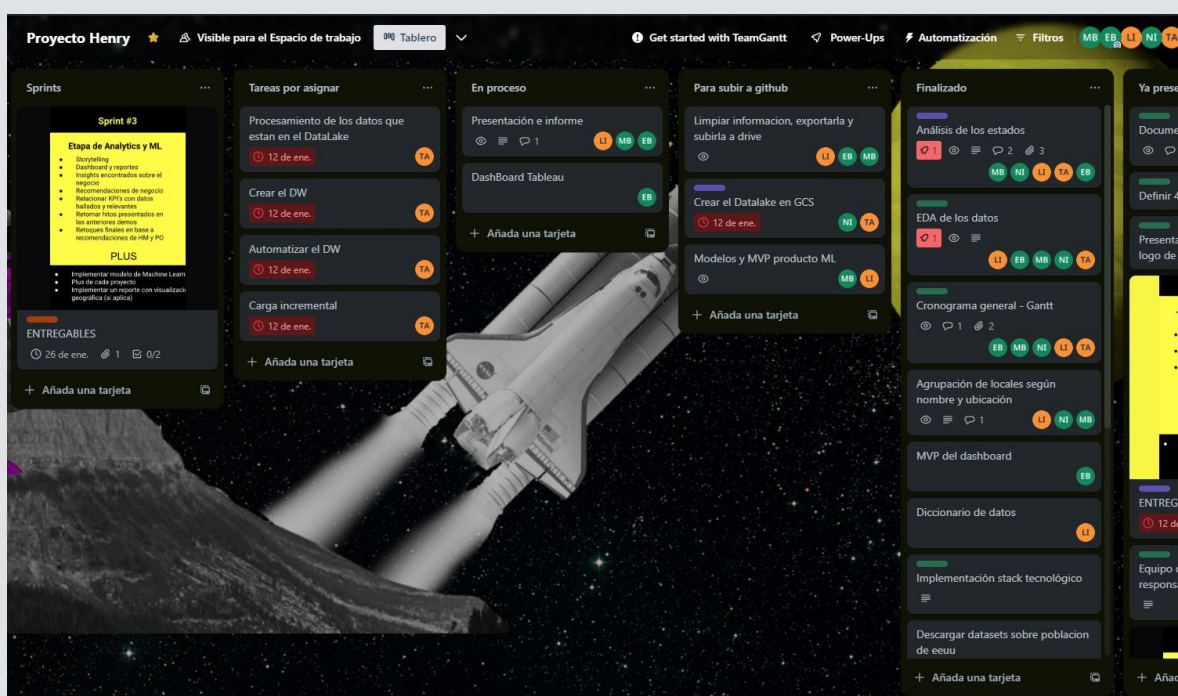 Proyecto Henry
Visible para el Espacio de trabajo
Tablero
Get started with TeamGantt
Power-Ups
Automatización
Filtros
MB EB LI NI TA
Sprints
Sprint #3
Etapa de Analytics y ML
Storytelling
Dashboard y reportes
Insights encontrados sobre el
negocio
Recomendaciones de negocio
Relacionar KPI's con datos
hallados y relevantes
Retomar hitos presentados en
las anteriores demos
Retoques finales en base a
recomendaciones de HM y PO
PLUS
Implementar modelo de Machine Learn
Plus de cada proyecto
Implementar un reporte con visualizació
geográfica (si aplica)
ENTREGABLES
26 de ene. 1 0/2
+ Añada una tarjeta
Tareas por asignar
Procesamiento de los datos que
estan en el DataLake
12 de ene. TA
Crear el DW
12 de ene. TA
Automatizar el DW
12 de ene. TA
Carga incremental
12 de ene. TA
+ Añada una tarjeta
En proceso
Presentación e informe
1 LI MB EB
DashBoard Tableau
EB
+ Añada una tarjeta
Para subir a github
Limpiar informacion, exportarla y
subirla a drive
LI EB MB
Crear el Datalake en GCS
12 de ene. NI TA
Modelos y MVP producto ML
MB LI
+ Añada una tarjeta
Finalizado
Análisis de los estados
1 2 3
MB NI LI TA EB
EDA de los datos
1
LI EB MB NI TA
Cronograma general - Gantt
1 2
EB MB NI LI TA
Agrupación de locales según
nombre y ubicación
1 LI NI MB
MVP del dashboard
EB
Diccionario de datos
LI
Implementación stack tecnológico
Descargar datasets sobre poblacion
de eeuu
+ Añada una tarjeta
Ya prese
Docume
Definir 4
Presenta
logo de
ENTREG
12 de
Equipo
responsa
+ Añad